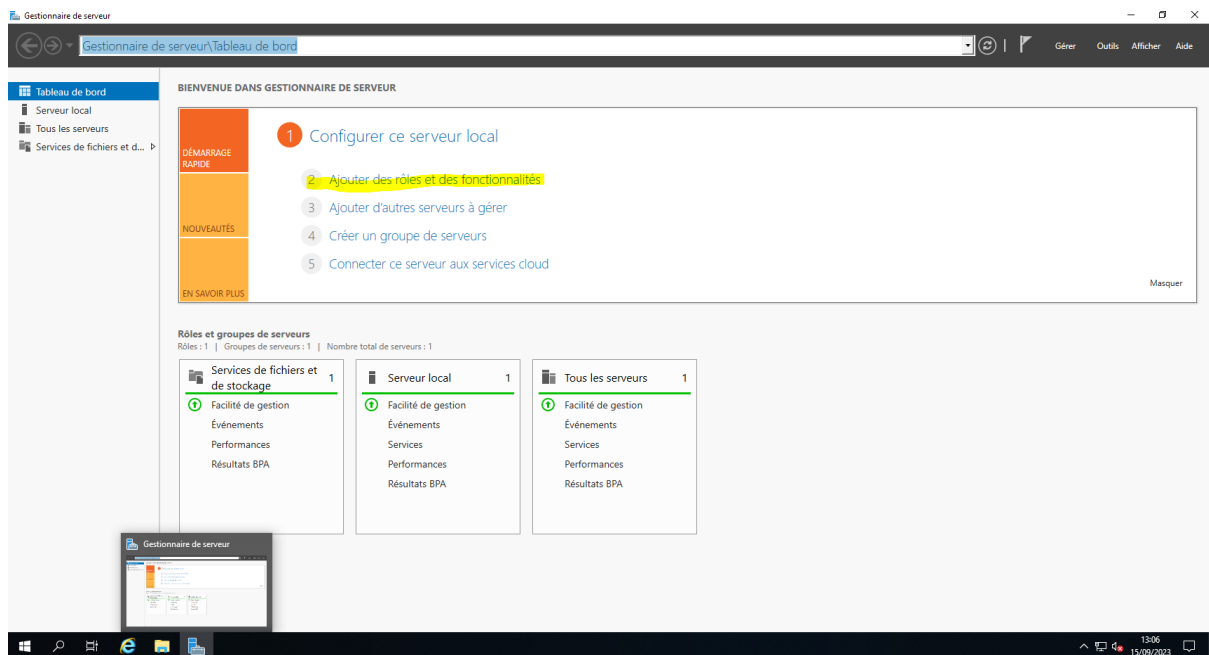 Gestionnaire de serveur
Gestionnaire de serveur\Tableau de bord
Gérer Outils Afficher Aide
Tableau de bord
Serveur local
Tous les serveurs
Services de fichiers et d...
BIENVENUE DANS GESTIONNAIRE DE SERVEUR
DÉMARRAGE
RAPIDE
NOUVEAUTÉS
EN SAVOIR PLUS
1 Configurer ce serveur local
2 Ajouter des rôles et des fonctionnalités
3 Ajouter d'autres serveurs à gérer
4 Créer un groupe de serveurs
5 Connecter ce serveur aux services cloud
Masquer
Rôles et groupes de serveurs
Rôles : 1 | Groupes de serveurs : 1 | Nombre total de serveurs : 1
Services de fichiers et
de stockage 1
Facilité de gestion
Événements
Performances
Résultats BPA
Serveur local 1
Facilité de gestion
Événements
Services
Performances
Résultats BPA
Tous les serveurs 1
Facilité de gestion
Événements
Services
Performances
Résultats BPA
Gestionnaire de serveur
13:06
15/09/2023